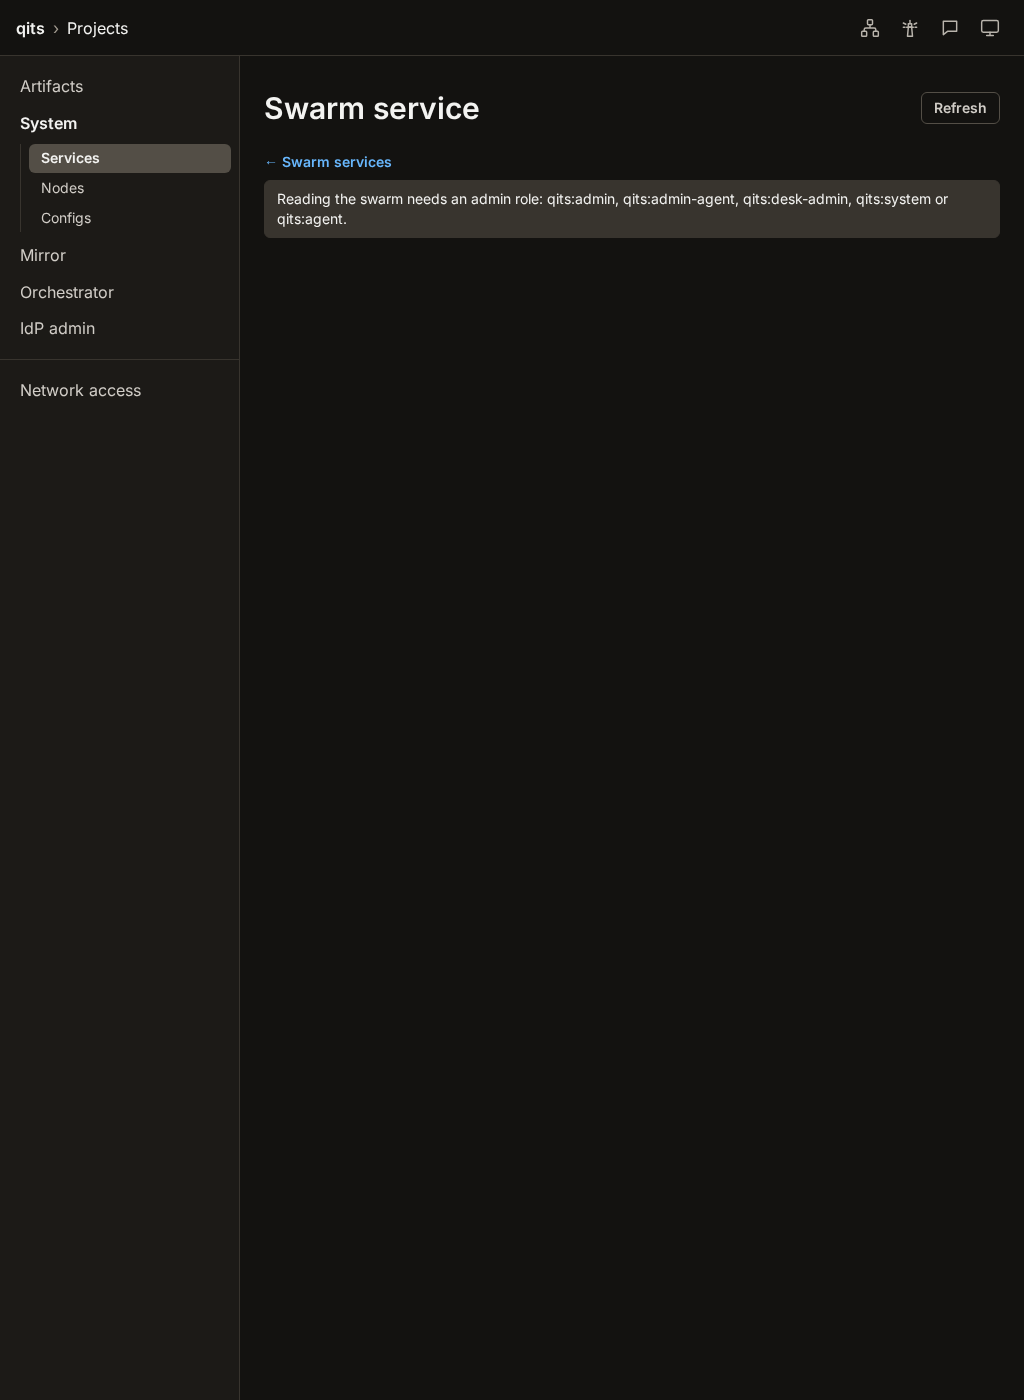 qits › Projects
Artifacts
System
Services
Nodes
Configs
Mirror
Orchestrator
IdP admin
Network access
Swarm service
Refresh
← Swarm services
Reading the swarm needs an admin role: qits:admin, qits:admin-agent, qits:desk-admin, qits:system or
qits:agent.